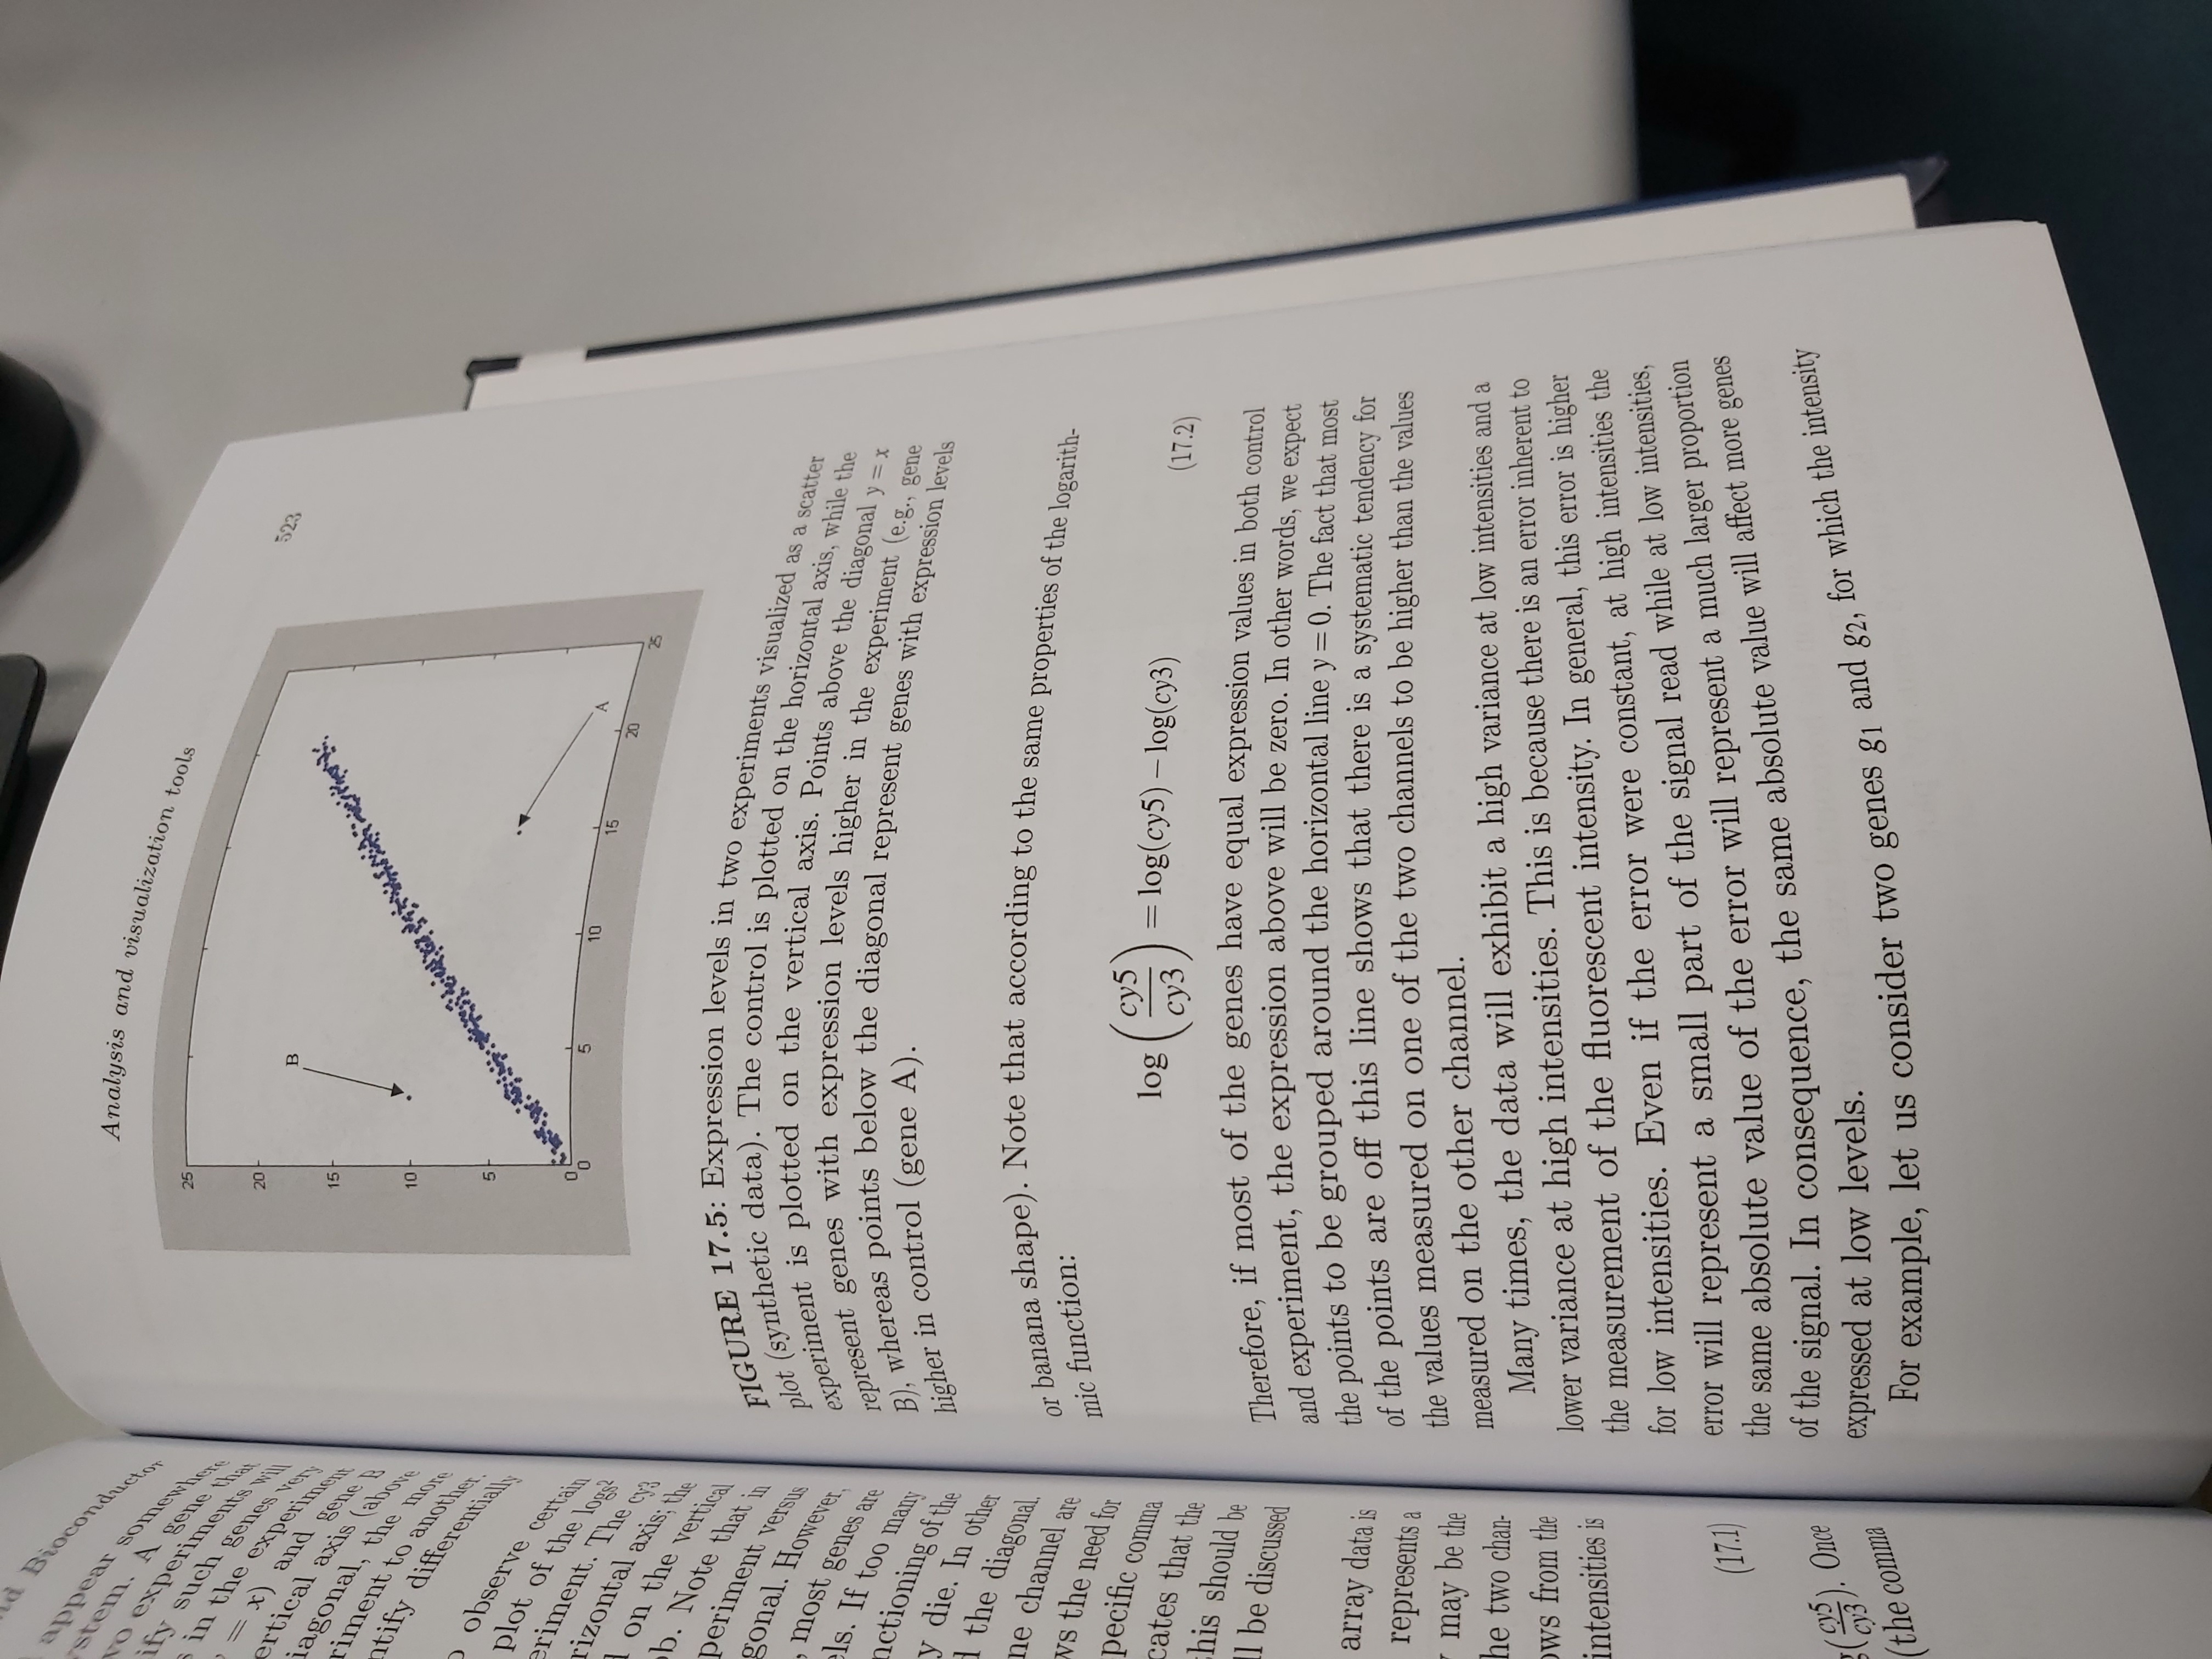 nd Bioconductor
appear somewhere
ystem. A gene that
wo experiments will
ify such genes very
s in the experiment
= x) and gene B
ertical axis (above
iagonal, the more
riment to another.
ntify differentially
observe certain
plot of the logs²
eriment. The cy3
rizontal axis; the
on the vertical
ob. Note that in
periment versus
gonal. However,
, most genes are
els. If too many
nctioning of the
y die. In other
d the diagonal.
ne channel are
ws the need for
pecific comma
cates that the
this should be
ll be discussed
array data is
represents a
may be the
he two chan-
ows from the
intensities is
(17.1)
g(cy5/cy3). Once
(the comma
Analysis and visualization tools
523
25
20
15
10
5
0
B
A
0 5 10 15 20 25
FIGURE 17.5: Expression levels in two experiments visualized as a scatter
plot (synthetic data). The control is plotted on the horizontal axis, while the
experiment is plotted on the vertical axis. Points above the diagonal y = x
represent genes with expression levels higher in the experiment (e.g., gene
B), whereas points below the diagonal represent genes with expression levels
higher in control (gene A).
or banana shape). Note that according to the same properties of the logarith-
mic function:
log (cy5/cy3) = log(cy5) – log(cy3) (17.2)
Therefore, if most of the genes have equal expression values in both control
and experiment, the expression above will be zero. In other words, we expect
the points to be grouped around the horizontal line y = 0. The fact that most
of the points are off this line shows that there is a systematic tendency for
the values measured on one of the two channels to be higher than the values
measured on the other channel.
Many times, the data will exhibit a high variance at low intensities and a
lower variance at high intensities. This is because there is an error inherent to
the measurement of the fluorescent intensity. In general, this error is higher
for low intensities. Even if the error were constant, at high intensities the
error will represent a small part of the signal read while at low intensities,
the same absolute value of the error will represent a much larger proportion
of the signal. In consequence, the same absolute value will affect more genes
expressed at low levels.
For example, let us consider two genes g1 and g2, for which the intensity